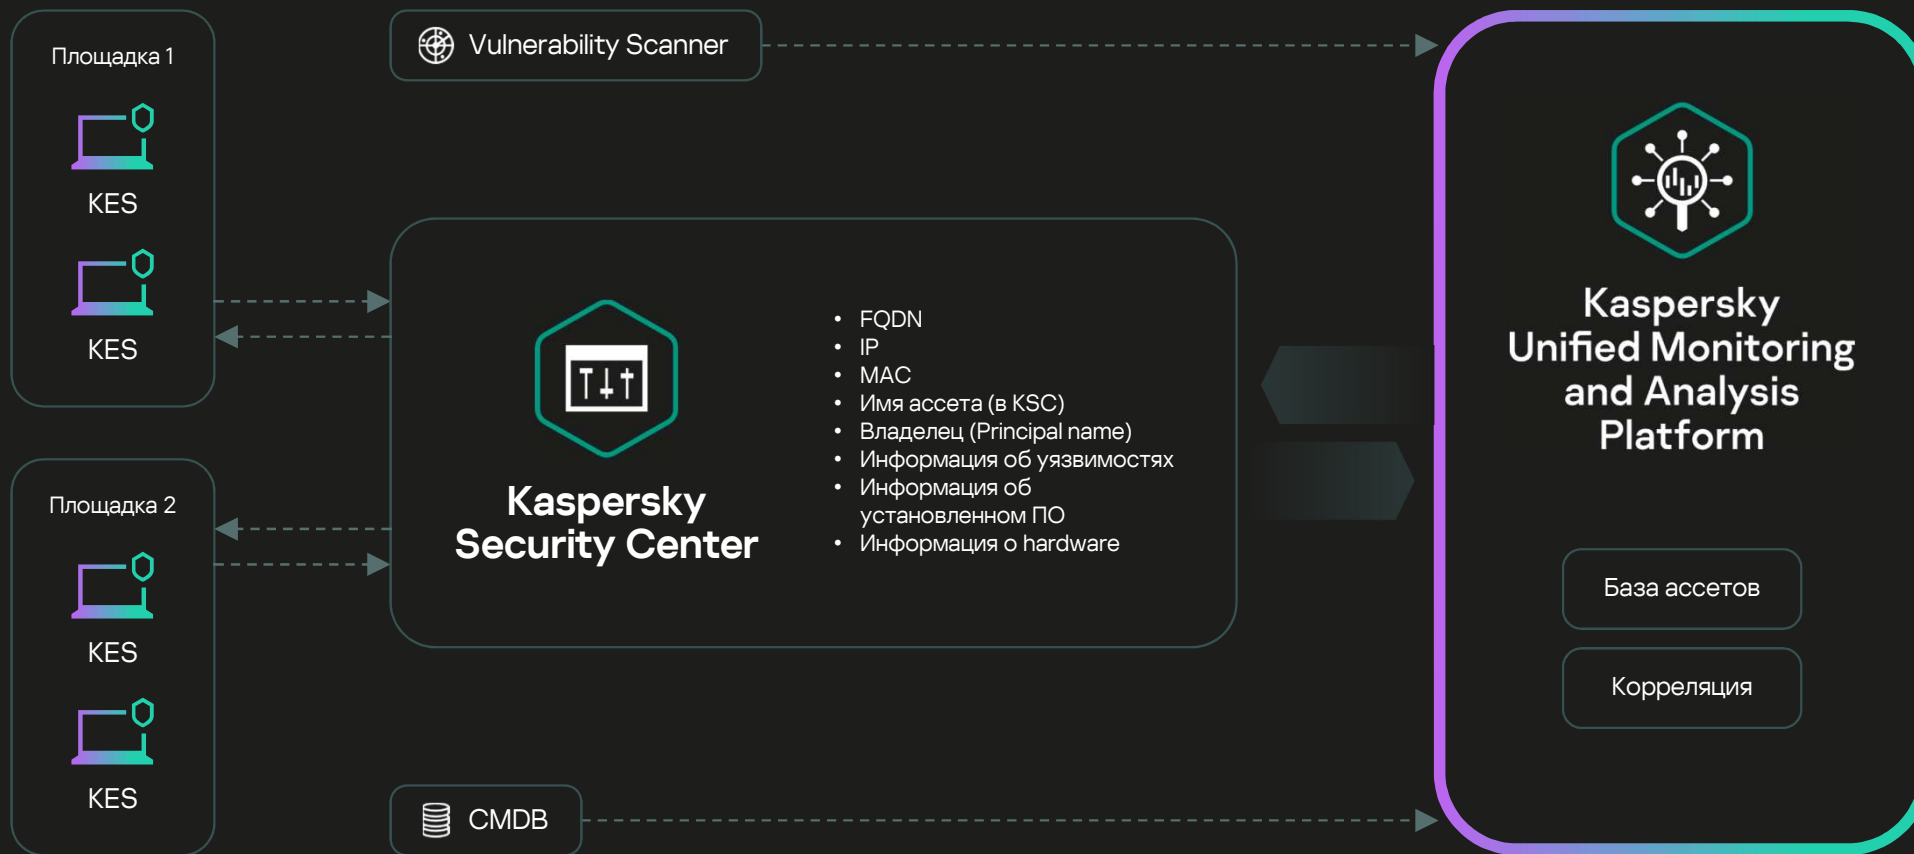 Площадка 1
KES
KES
Площадка 2
KES
KES
Vulnerability Scanner
Kaspersky
Security Center
• FQDN
• IP
• MAC
• Имя ассета (в KSC)
• Владелец (Principal name)
• Информация об уязвимостях
• Информация об
установленном ПО
• Информация о hardware
CMDB
Kaspersky
Unified Monitoring
and Analysis
Platform
База ассетов
Корреляция